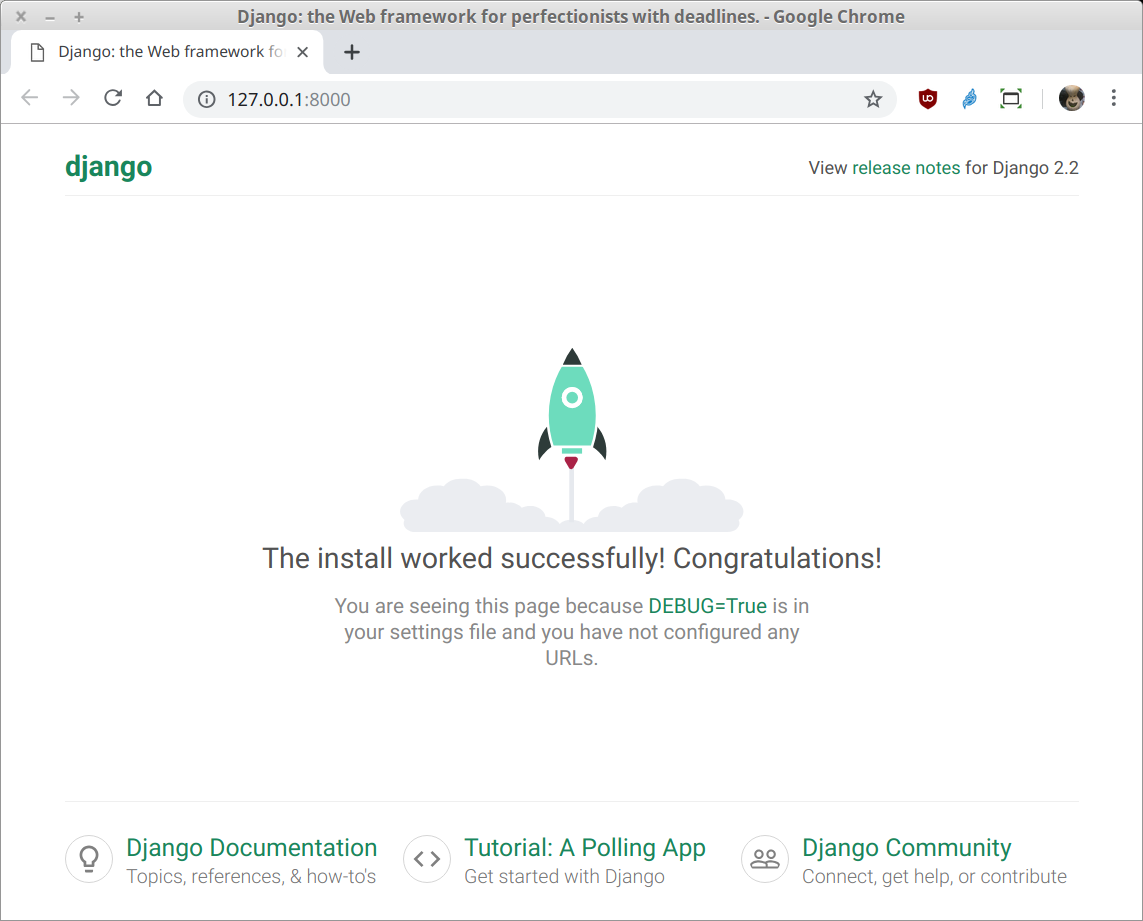 Django: the Web framework for perfectionists with deadlines. - Google Chrome
Django: the Web framework fo
127.0.0.1:8000
django
View release notes for Django 2.2
The install worked successfully! Congratulations!
You are seeing this page because DEBUG=True is in
your settings file and you have not configured any
URLs.
Django Documentation
Topics, references, & how-to's
Tutorial: A Polling App
Get started with Django
Django Community
Connect, get help, or contribute